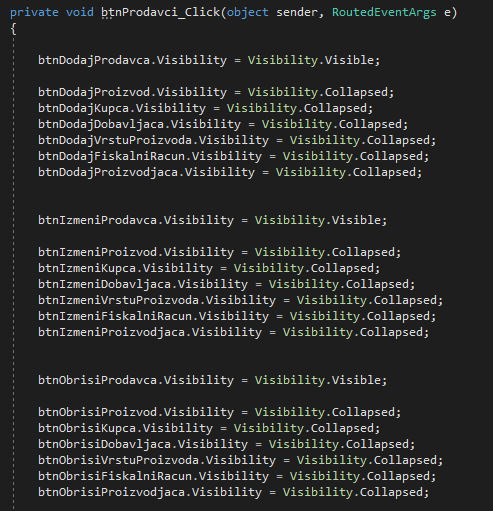 private void btnProdavci_Click(object sender, RoutedEventArgs e)
{
btnDodajProdavca.Visibility = Visibility.Visible;
btnDodajProizvod.Visibility = Visibility.Collapsed;
btnDodajKupca.Visibility = Visibility.Collapsed;
btnDodajDobavljaca.Visibility = Visibility.Collapsed;
btnDodajVrstuProizvoda.Visibility = Visibility.Collapsed;
btnDodajFiskalniRacun.Visibility = Visibility.Collapsed;
btnDodajProizvodjaca.Visibility = Visibility.Collapsed;
btnIzmeniProdavca.Visibility = Visibility.Visible;
btnIzmeniProizvod.Visibility = Visibility.Collapsed;
btnIzmeniKupca.Visibility = Visibility.Collapsed;
btnIzmeniDobavljaca.Visibility = Visibility.Collapsed;
btnIzmeniVrstuProizvoda.Visibility = Visibility.Collapsed;
btnIzmeniFiskalniRacun.Visibility = Visibility.Collapsed;
btnIzmeniProizvodjaca.Visibility = Visibility.Collapsed;
btnObrisiProdavca.Visibility = Visibility.Visible;
btnObrisiProizvod.Visibility = Visibility.Collapsed;
btnObrisiKupca.Visibility = Visibility.Collapsed;
btnObrisiDobavljaca.Visibility = Visibility.Collapsed;
btnObrisiVrstuProizvoda.Visibility = Visibility.Collapsed;
btnObrisiFiskalniRacun.Visibility = Visibility.Collapsed;
btnObrisiProizvodjaca.Visibility = Visibility.Collapsed;